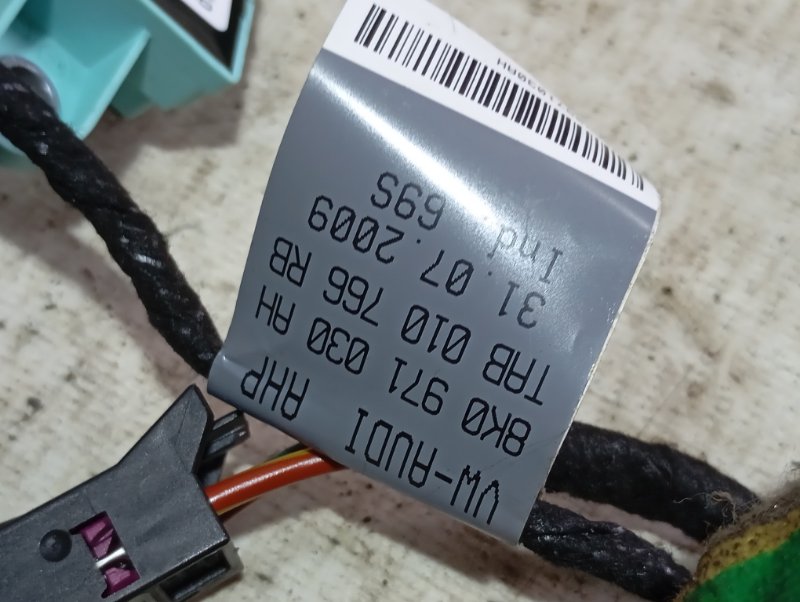 VW-AUDI AHP
8K0 971 030 AH
TAB 010 766 RB
31.07.2009
Ind. 69S